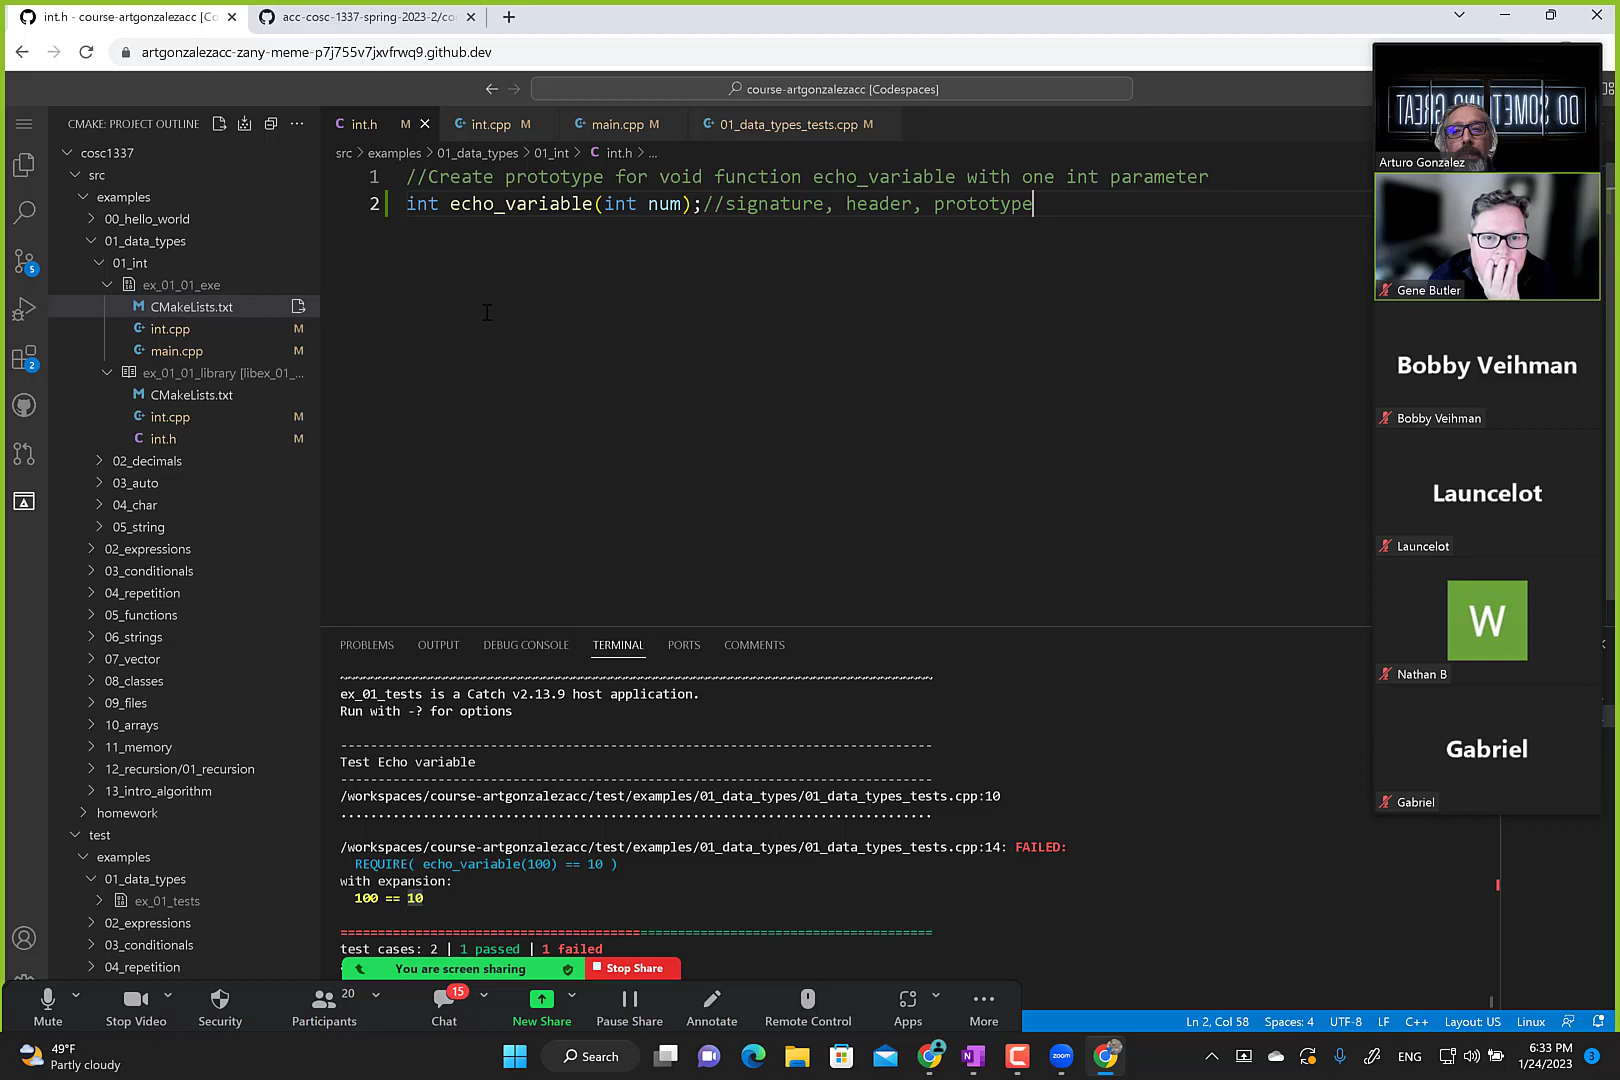 int.h - course-artgonzalezacc [Co
acc-cosc-1337-spring-2023-2/co
artgonzalezacc-zany-meme-p7j755v7jxvfrwq9.github.dev
course-artgonzalezacc [Codespaces]
CMAKE: PROJECT OUTLINE
cosc1337
src
examples
00_hello_world
01_data_types
01_int
ex_01_01_exe
CMakeLists.txt
int.cpp M
main.cpp M
ex_01_01_library [libex_01_...
CMakeLists.txt
int.cpp M
int.h M
02_decimals
03_auto
04_char
05_string
02_expressions
03_conditionals
04_repetition
05_functions
06_strings
07_vector
08_classes
09_files
10_arrays
11_memory
12_recursion/01_recursion
13_intro_algorithm
homework
test
examples
01_data_types
ex_01_tests
02_expressions
03_conditionals
04_repetition
5
2
int.h M
int.cpp M
main.cpp M
01_data_types_tests.cpp M
src > examples > 01_data_types > 01_int > C int.h > ...
1 //Create prototype for void function echo_variable with one int parameter
2 int echo_variable(int num);//signature, header, prototype
PROBLEMS OUTPUT DEBUG CONSOLE TERMINAL PORTS COMMENTS
~~~~~~~~~~~~~~~~~~~~~~~~~~~~~~~~~~~~~~~~~~~~~~~~~~~~~~~~~~~~~~~~~~~~~~~~~~~~~~~
ex_01_tests is a Catch v2.13.9 host application.
Run with -? for options
-------------------------------------------------------------------------------
Test Echo variable
-------------------------------------------------------------------------------
/workspaces/course-artgonzalezacc/test/examples/01_data_types/01_data_types_tests.cpp:10
...............................................................................
/workspaces/course-artgonzalezacc/test/examples/01_data_types/01_data_types_tests.cpp:14: FAILED:
REQUIRE( echo_variable(100) == 10 )
with expansion:
100 == 10
===============================================================================
test cases: 2 | 1 passed | 1 failed
You are screen sharing
Stop Share
DO SOMETHING GREAT
Arturo Gonzalez
Gene Butler
Bobby Veihman
Bobby Veihman
Launcelot
Launcelot
W
Nathan B
Gabriel
Gabriel
20
15
Mute
Stop Video
Security
Participants
Chat
New Share
Pause Share
Annotate
Remote Control
Apps
More
Ln 2, Col 58 Spaces: 4 UTF-8 LF C++ Layout: US Linux
49°F
Partly cloudy
Search
zoom
ENG
6:33 PM
1/24/2023
3